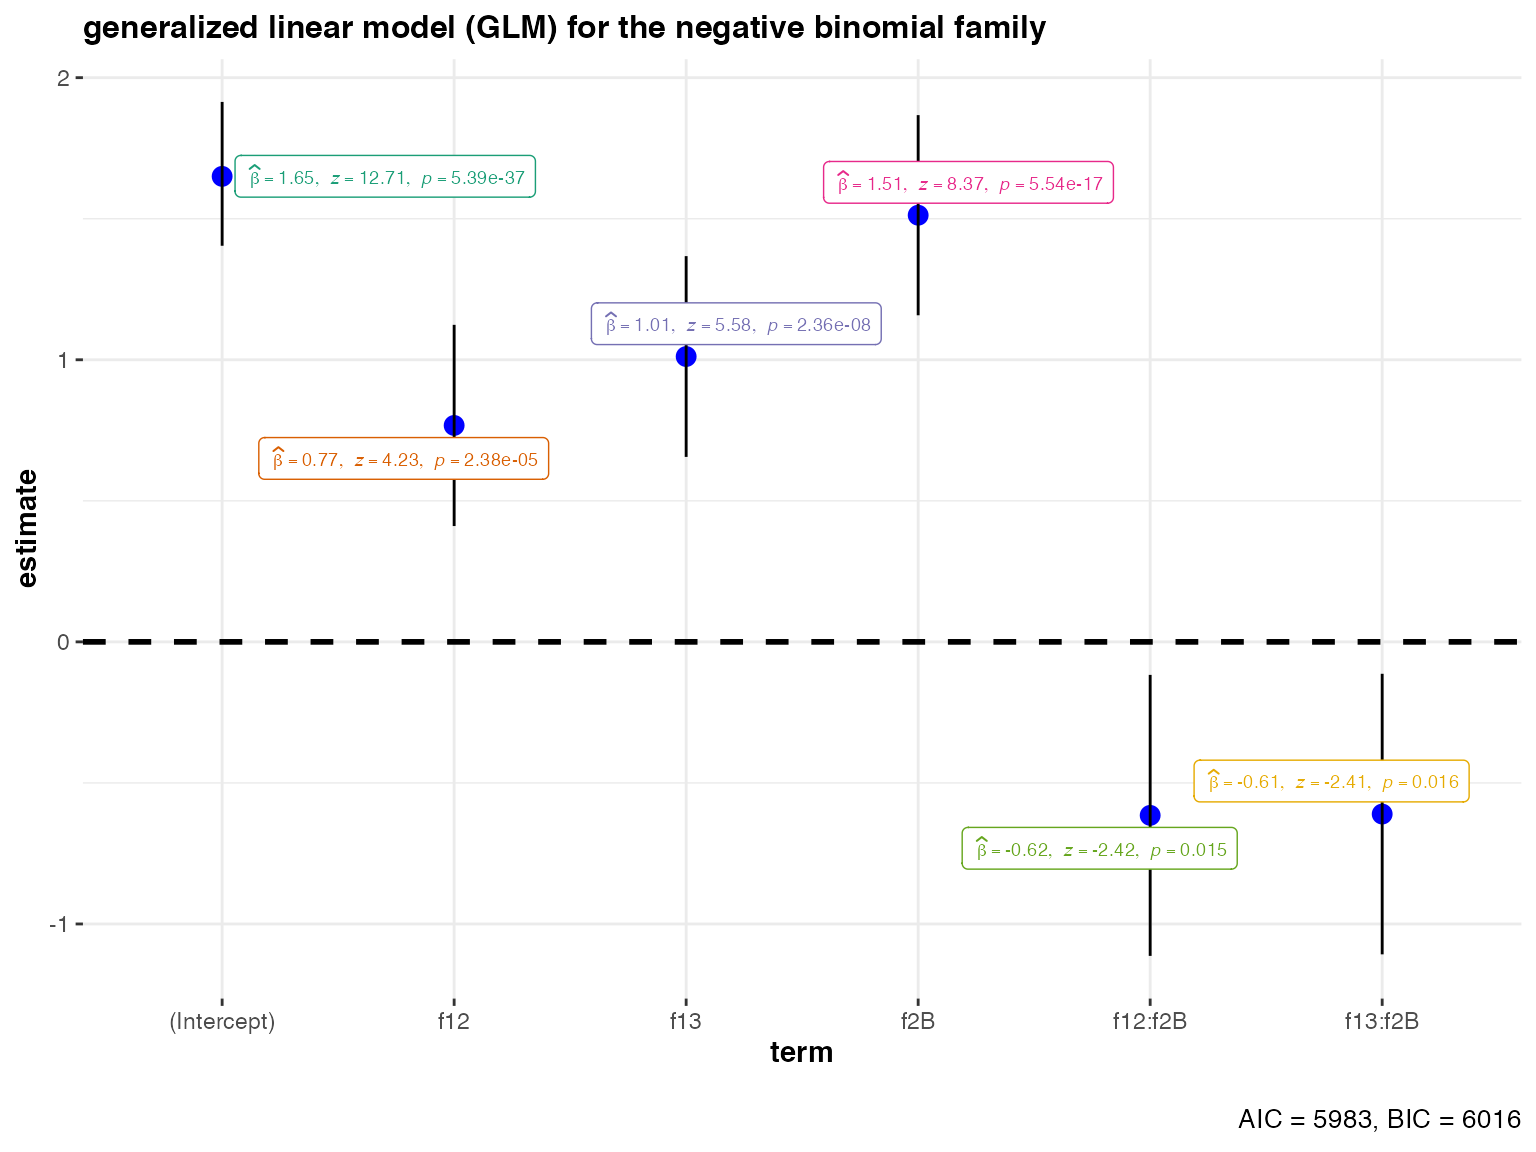 generalized linear model (GLM) for the negative binomial family
2
β̂ = 1.65, z = 12.71, p = 5.39e-37
β̂ = 1.51, z = 8.37, p = 5.54e-17
β̂ = 1.01, z = 5.58, p = 2.36e-08
1
β̂ = 0.77, z = 4.23, p = 2.38e-05
estimate
0
β̂ = -0.61, z = -2.41, p = 0.016
β̂ = -0.62, z = -2.42, p = 0.015
-1
(Intercept) f12 f13 f2B f12:f2B f13:f2B
term
AIC = 5983, BIC = 6016